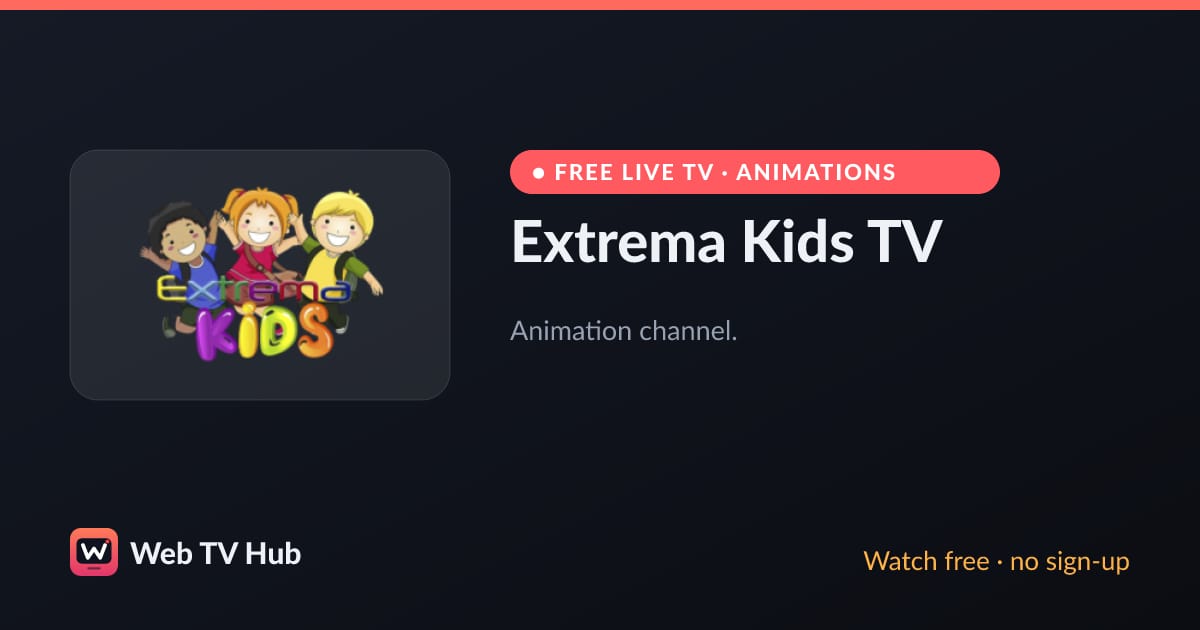 Extrema
KiDS
• FREE LIVE TV · ANIMATIONS
Extrema Kids TV
Animation channel.
W Web TV Hub
Watch free · no sign-up